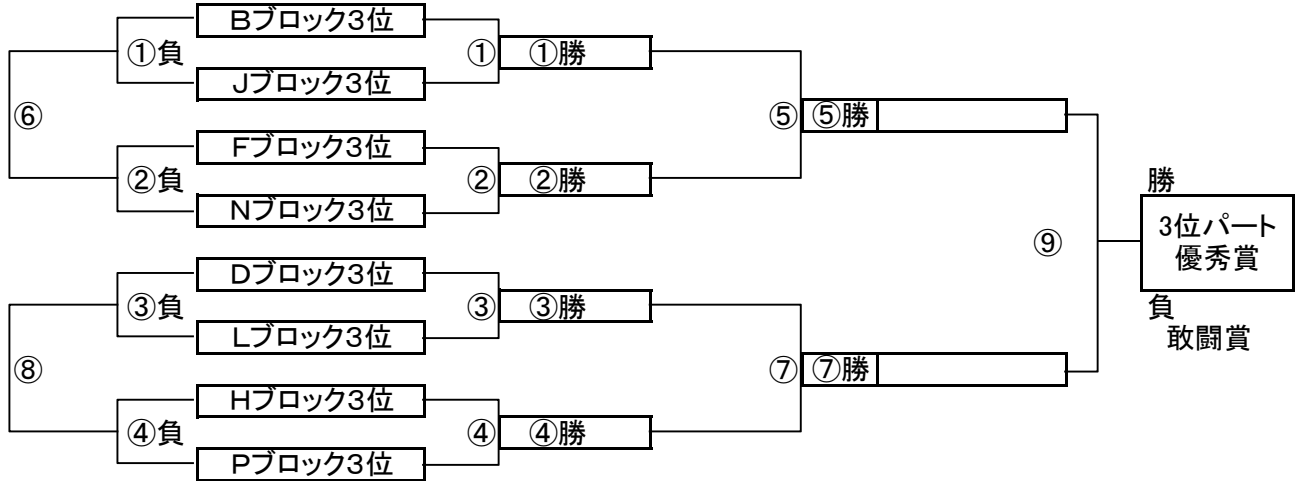 Bブロック3位
①負
①
①勝
Jブロック3位
⑥
⑤
⑤勝
Fブロック3位
②負
②
②勝
Nブロック3位
勝
3位パート
優秀賞
⑨
Dブロック3位
③負
③
③勝
負
敢闘賞
Lブロック3位
⑧
⑦
⑦勝
Hブロック3位
④負
④
④勝
Pブロック3位